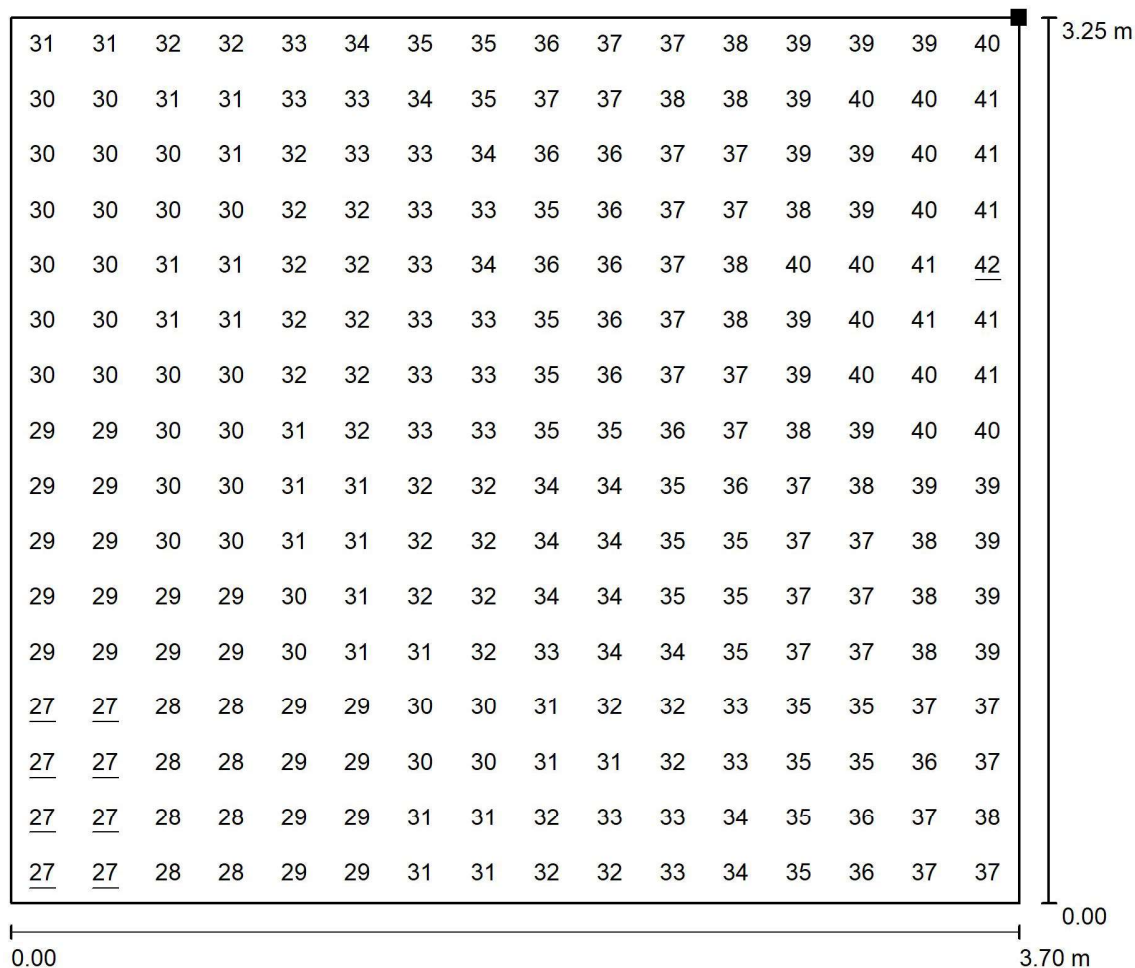 31 31 32 32 33 34 35 35 36 37 37 38 39 39 39 40
3.25 m
30 30 31 31 33 33 34 35 37 37 38 38 39 40 40 41
30 30 30 31 32 33 33 34 36 36 37 37 39 39 40 41
30 30 30 30 32 32 33 33 35 36 37 37 38 39 40 41
30 30 31 31 32 32 33 34 36 36 37 38 40 40 41 42
30 30 31 31 32 32 33 33 35 36 37 38 39 40 41 41
30 30 30 30 32 32 33 33 35 36 37 37 39 40 40 41
29 29 30 30 31 32 33 33 35 35 36 37 38 39 40 40
29 29 30 30 31 31 32 32 34 34 35 36 37 38 39 39
29 29 30 30 31 31 32 32 34 34 35 35 37 37 38 39
29 29 29 29 30 31 32 32 34 34 35 35 37 37 38 39
29 29 29 29 30 31 31 32 33 34 34 35 37 37 38 39
27 27 28 28 29 29 30 30 31 32 32 33 35 35 37 37
27 27 28 28 29 29 30 30 31 31 32 33 35 35 36 37
27 27 28 28 29 29 31 31 32 33 33 34 35 36 37 38
27 27 28 28 29 29 31 31 32 32 33 34 35 36 37 37
0.00
0.00 3.70 m